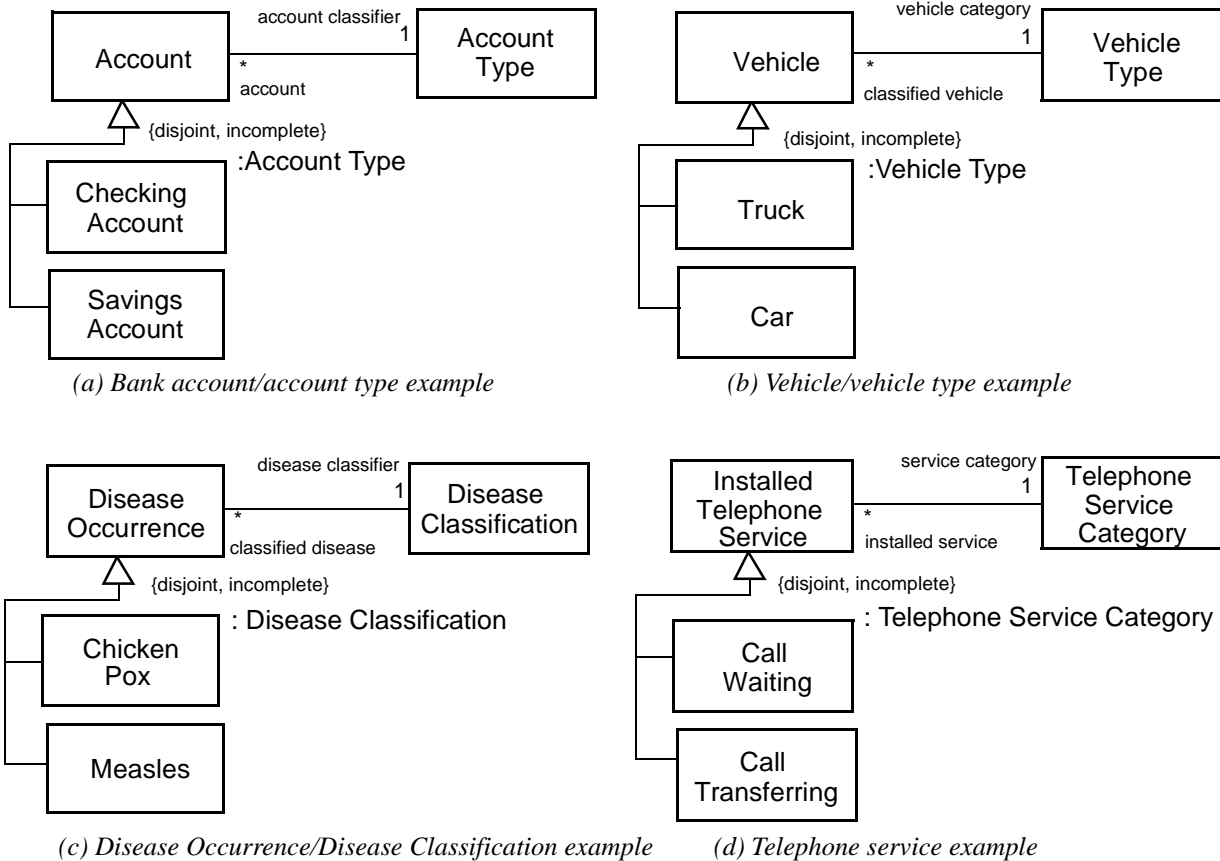 account classifier
1
Account
Account
Type
*
account
{disjoint, incomplete}
:Account Type
Checking
Account
Savings
Account
(a) Bank account/account type example
vehicle category
1
Vehicle
Vehicle
Type
*
classified vehicle
{disjoint, incomplete}
:Vehicle Type
Truck
Car
(b) Vehicle/vehicle type example
disease classifier
1
Disease
Occurrence
Disease
Classification
*
classified disease
{disjoint, incomplete}
: Disease Classification
Chicken
Pox
Measles
(c) Disease Occurrence/Disease Classification example
service category
1
Installed
Telephone
Service
Telephone
Service
Category
*
installed service
{disjoint, incomplete}
: Telephone Service Category
Call
Waiting
Call
Transferring
(d) Telephone service example